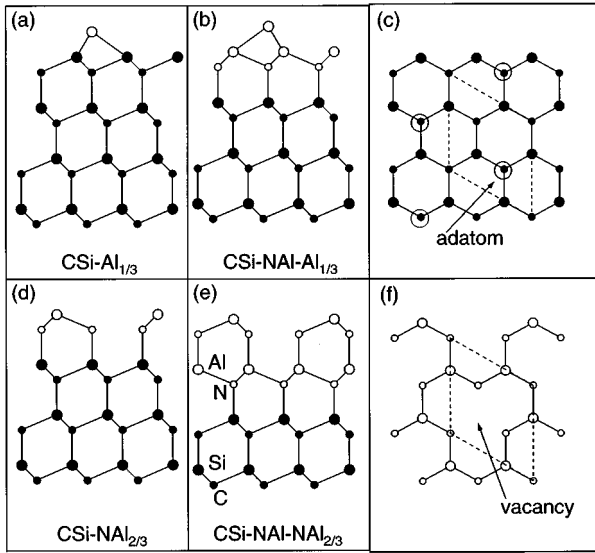 (a)
(b)
(c)
CSi-Al1/3
CSi-NAl-Al1/3
adatom
(d)
(e)
(f)
Al
N
Si
C
CSi-NAl2/3
CSi-NAl-NAl2/3
vacancy